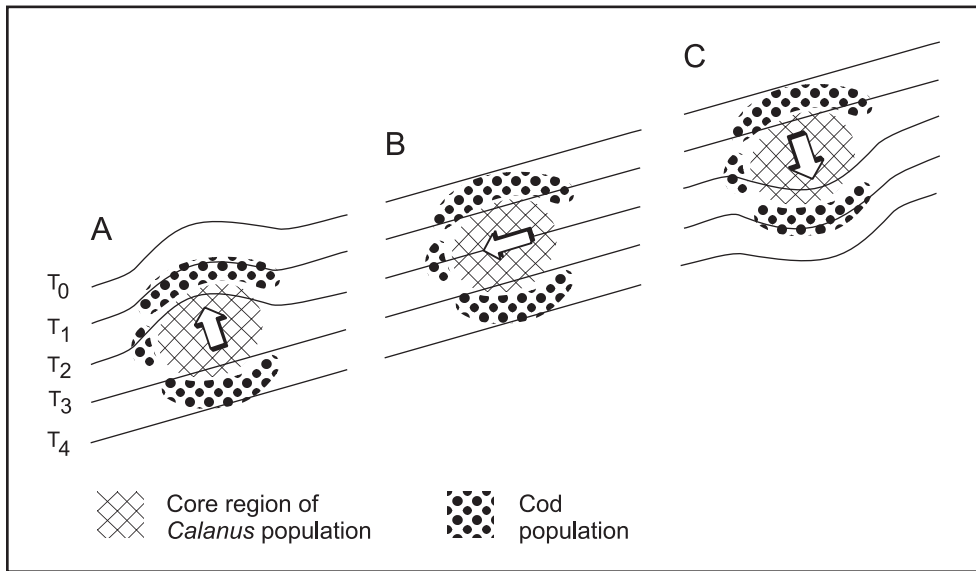 A
B
C
T0
T1
T2
T3
T4
Core region of
Calanus population
Cod
population